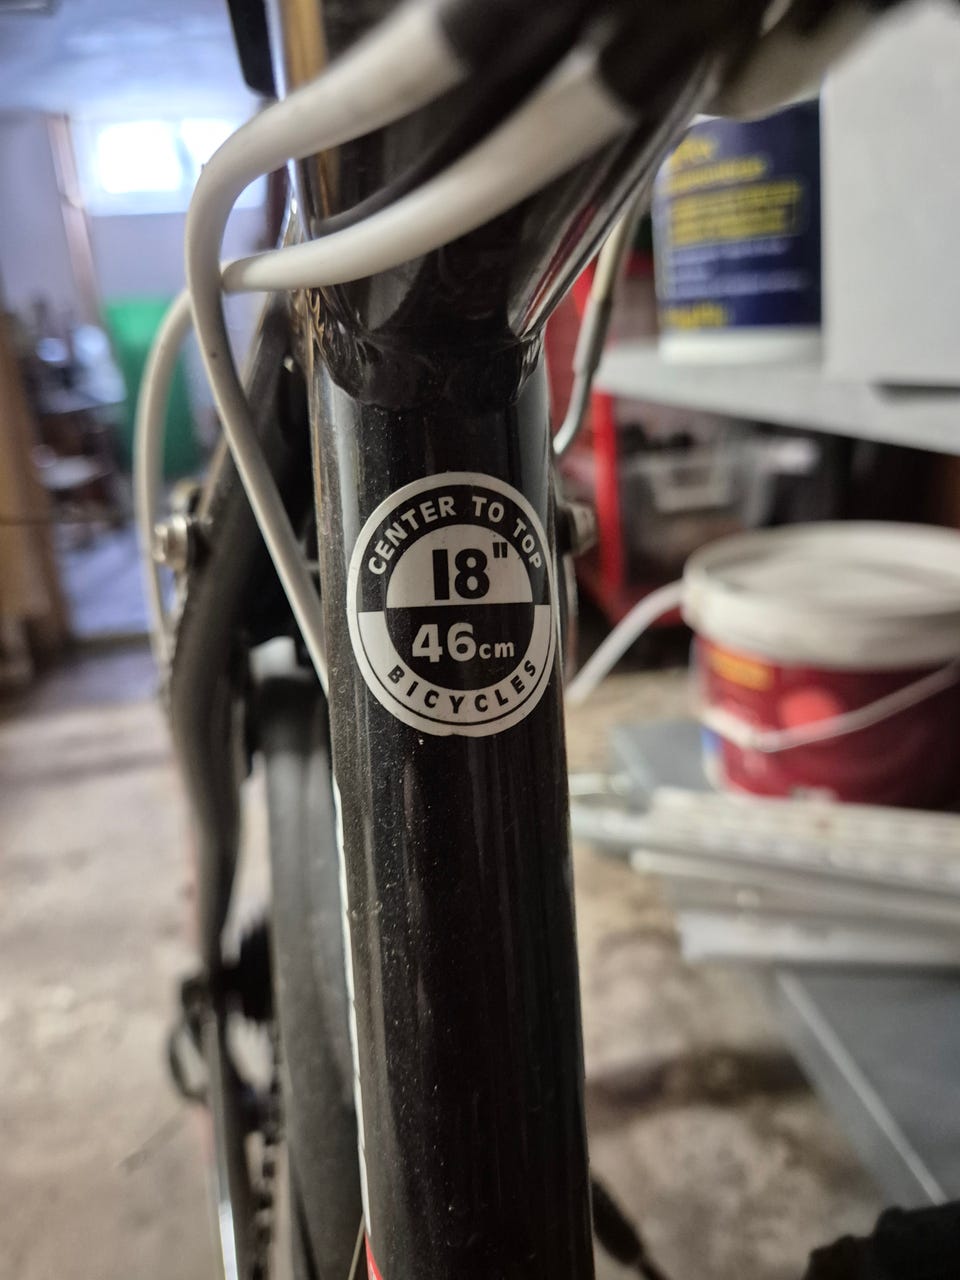 CENTER TO TOP
18"
46cm
BICYCLES